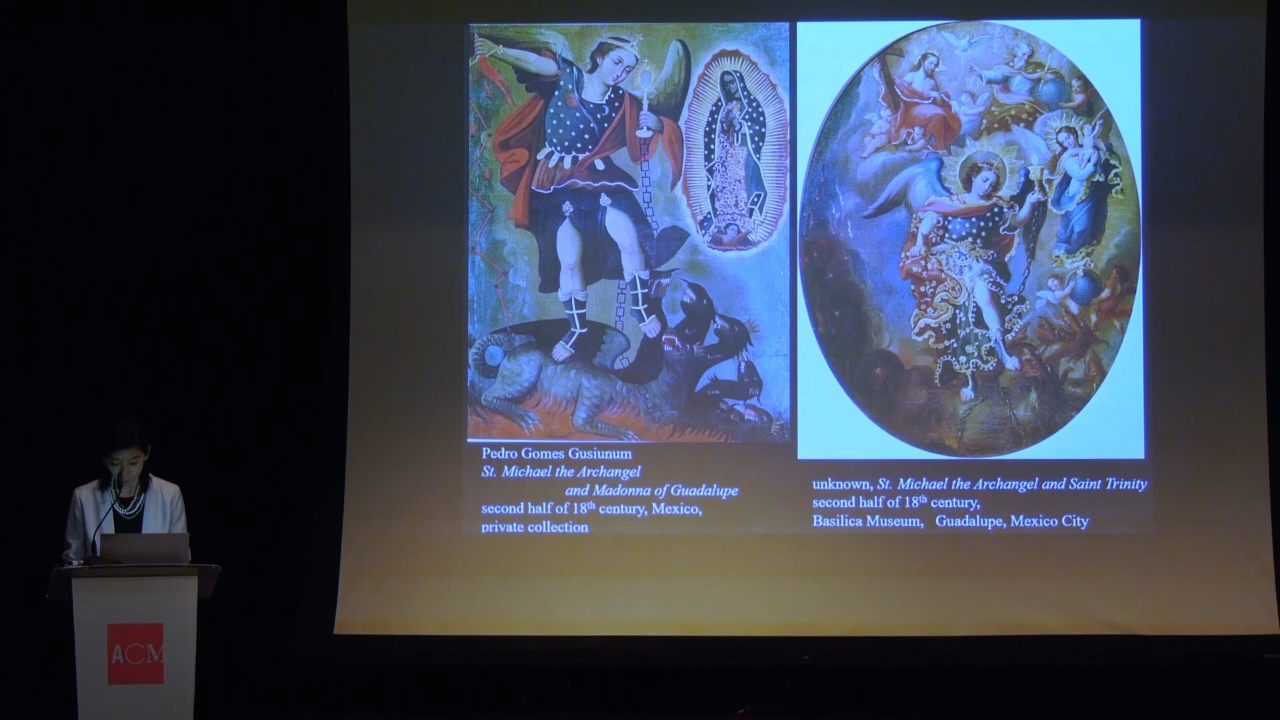 Pedro Gomes Gusiunum
St. Michael the Archangel
and Madonna of Guadalupe
second half of 18th century, Mexico,
private collection
unknown, St. Michael the Archangel and Saint Trinity
second half of 18th century,
Basilica Museum, Guadalupe, Mexico City
ACM